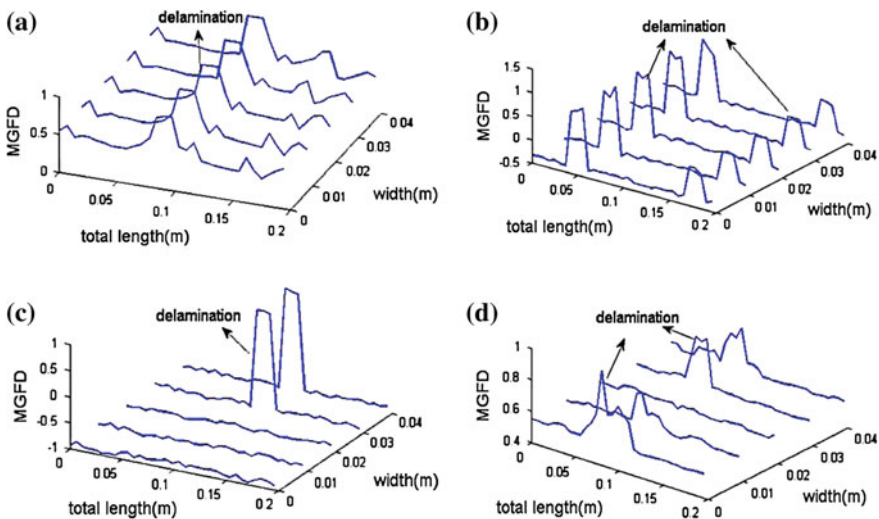 (a)
delamination
MGFD
1
0.5
0
0.05
0.1
0.15
0.2
total length(m)
0
0.01
0.02
0.03
0.04
width(m)
(b)
delamination
MGFD
1.5
1
0.5
0
-0.5
0
0.05
0.1
0.15
0.2
total length(m)
0
0.01
0.02
0.03
0.04
width(m)
(c)
delamination
MGFD
1
0.5
0
-0.5
-1
0
0.05
0.1
0.15
0.2
total length(m)
0
0.01
0.02
0.03
0.04
width(m)
(d)
delamination
MGFD
1
0.8
0.6
0.4
0
0.05
0.1
0.15
0.2
total length(m)
0
0.01
0.02
0.03
0.04
width(m)